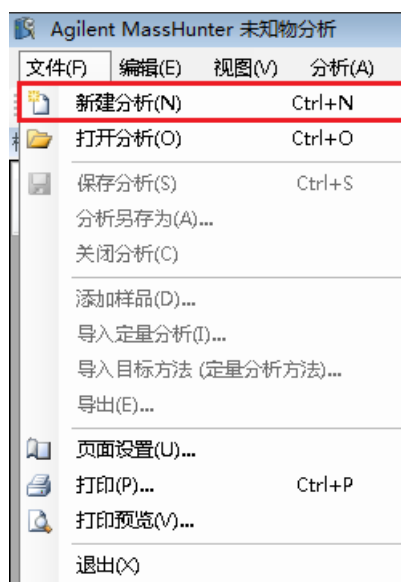 Agilent MassHunter 未知物分析
文件(F) 编辑(E) 视图(V) 分析(A)
新建分析(N) Ctrl+N
打开分析(O) Ctrl+O
保存分析(S) Ctrl+S
分析另存为(A)...
关闭分析(C)
添加样品(D)...
导入定量分析(I)...
导入目标方法 (定量分析方法)...
导出(E)...
页面设置(U)...
打印(P)... Ctrl+P
打印预览(V)...
退出(X)